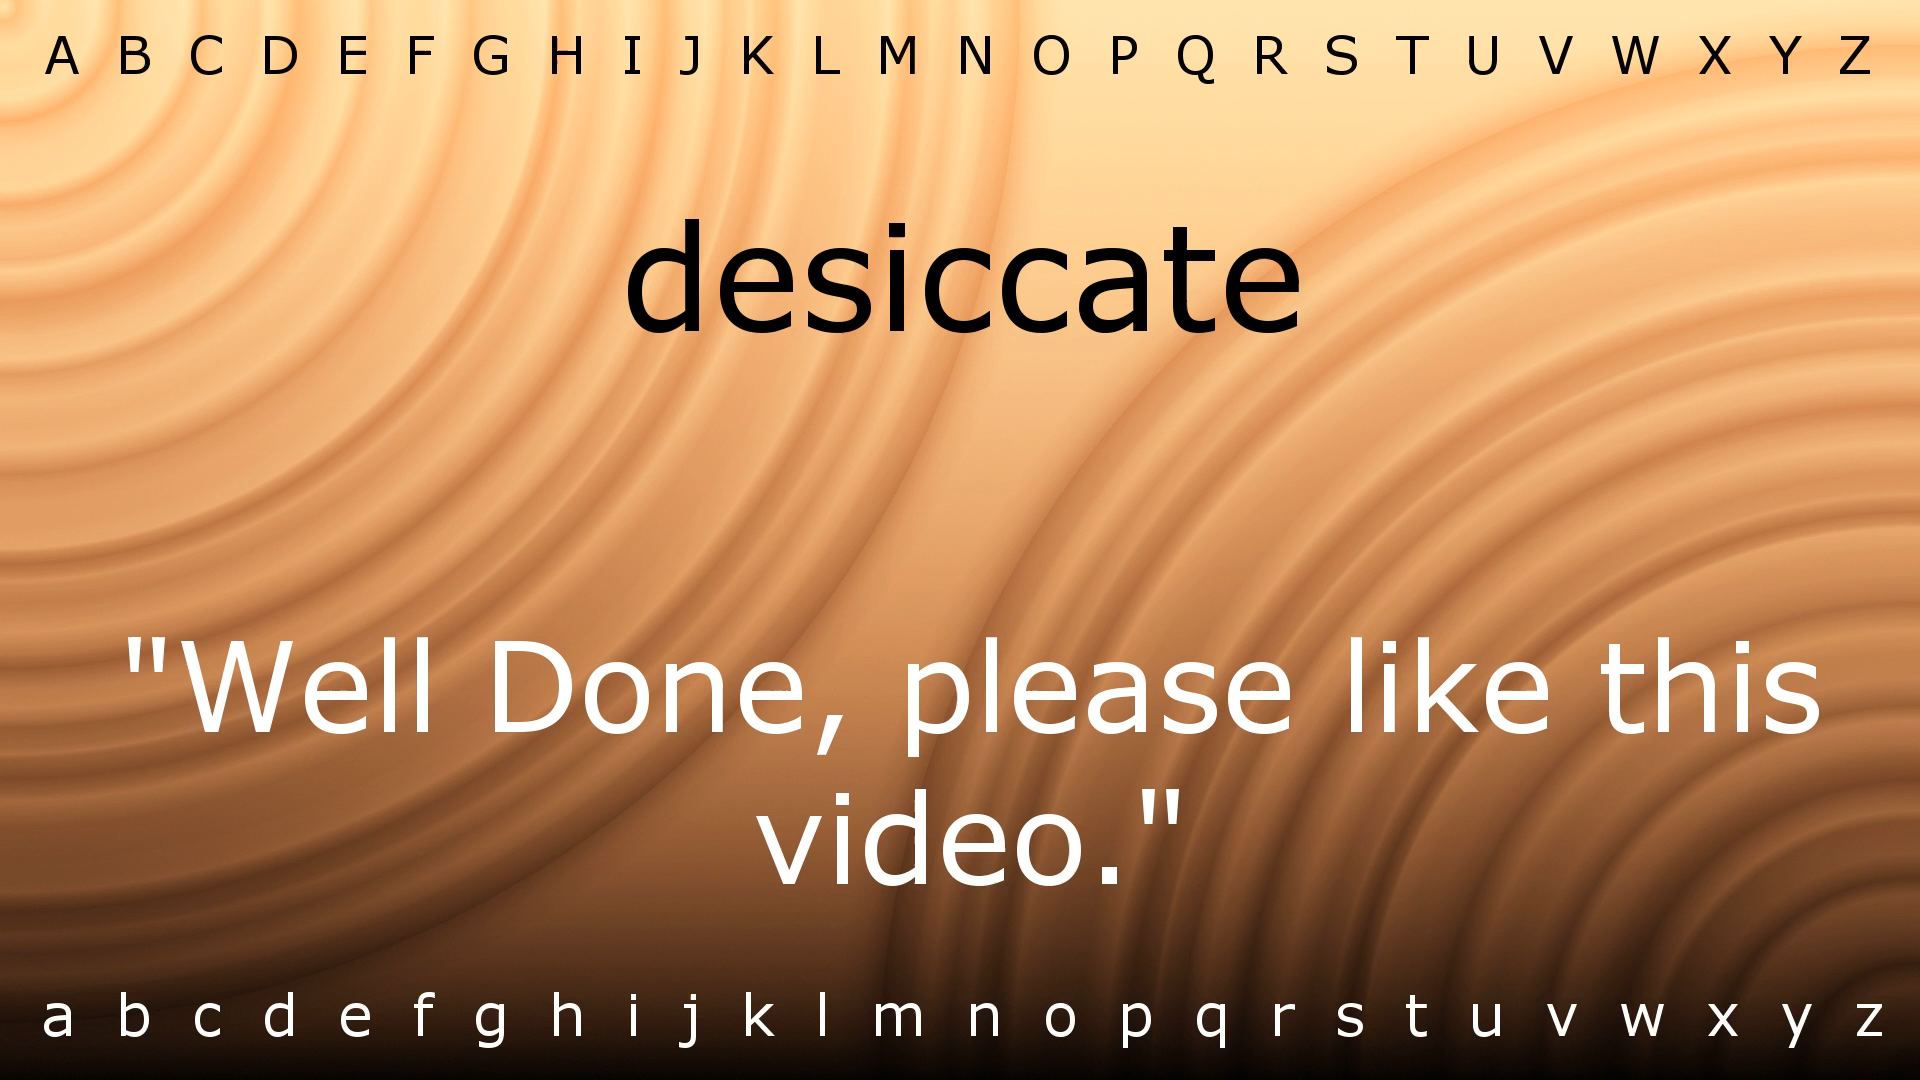 A B C D E F G H I J K L M N O P Q R S T U V W X Y Z
desiccate
"Well Done, please like this
video."
a b c d e f g h i j k l m n o p q r s t u v w x y z